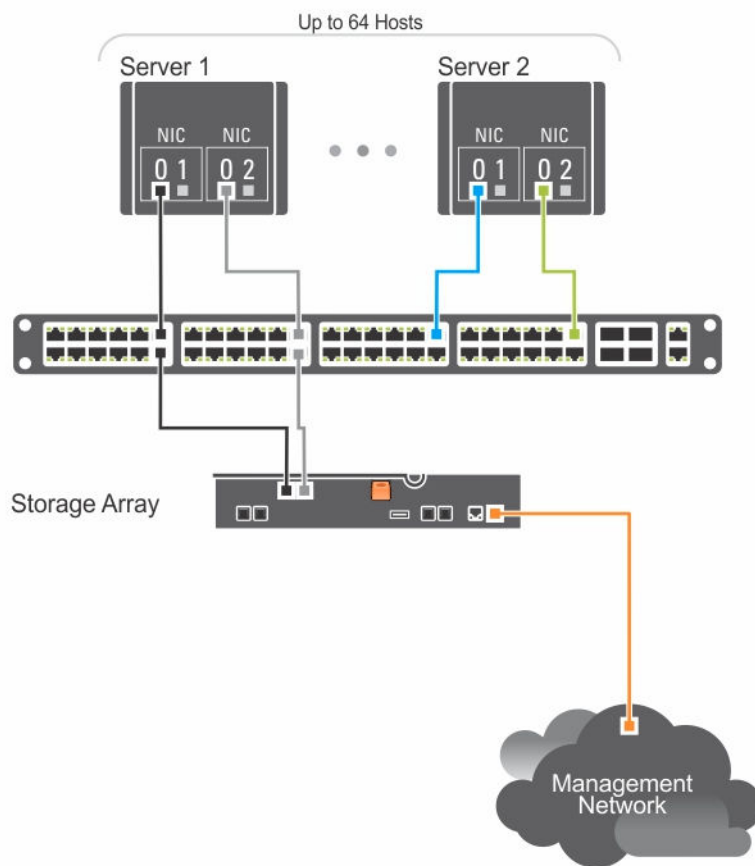 Up to 64 Hosts
Server 1
Server 2
NIC NIC
NIC NIC
0 1 0 2
0 1 0 2
Storage Array
Management
Network